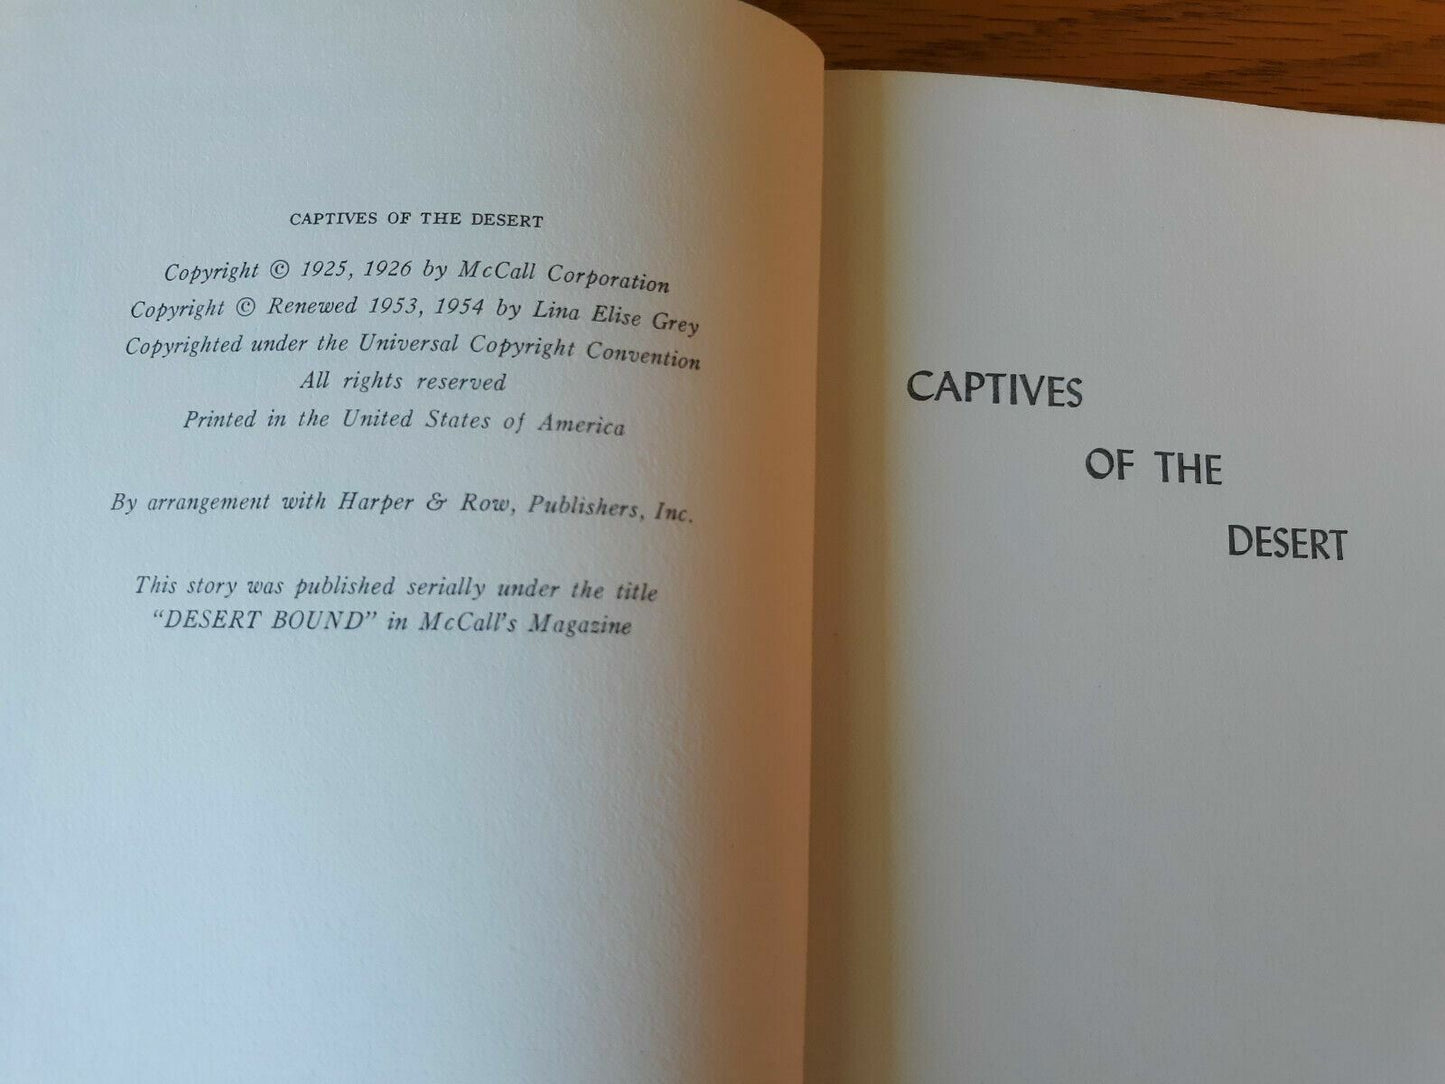 CAPTIVES OF THE DESERT
Copyright © 1925, 1926 by McCall Corporation
Copyright © Renewed 1953, 1954 by Lina Elise Grey
Copyrighted under the Universal Copyright Convention
All rights reserved
Printed in the United States of America
By arrangement with Harper & Row, Publishers, Inc.
This story was published serially under the title
“DESERT BOUND” in McCall's Magazine
CAPTIVES
OF THE
DESERT